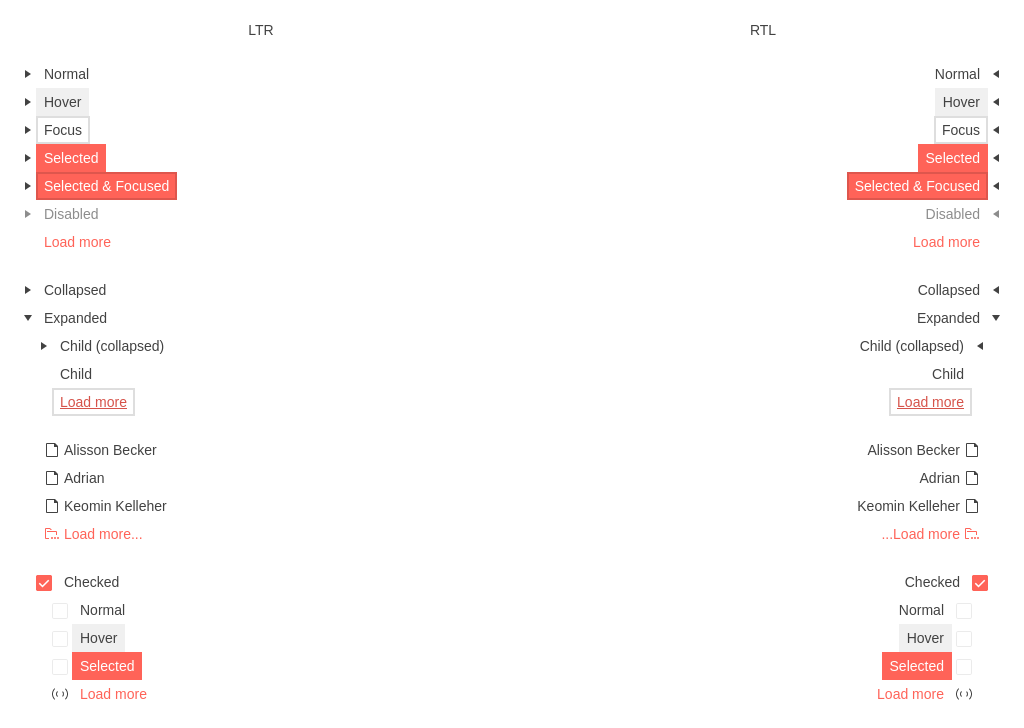 LTR
Normal
Hover
Focus
Selected
Selected & Focused
Disabled
Load more
Collapsed
Expanded
Child (collapsed)
Child
Load more
Alisson Becker
Adrian
Keomin Kelleher
Load more...
Checked
Normal
Hover
Selected
Load more
RTL
Normal
Hover
Focus
Selected
Selected & Focused
Disabled
Load more
Collapsed
Expanded
Child (collapsed)
Child
Load more
Alisson Becker
Adrian
Keomin Kelleher
...Load more
Checked
Normal
Hover
Selected
Load more